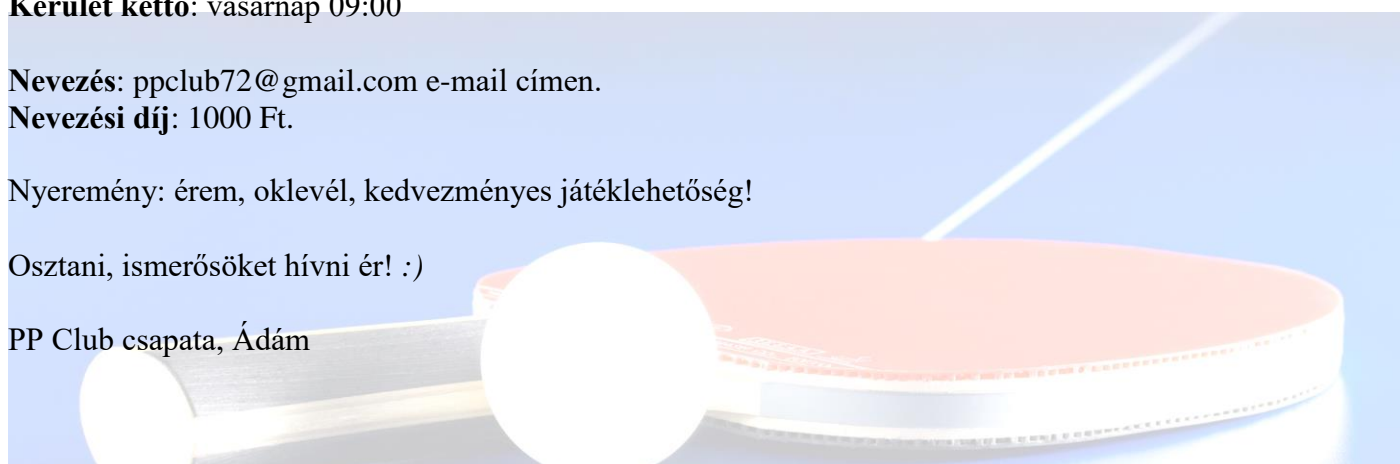 Kerület kettő: vasárnap 09:00
Nevezés: ppclub72@gmail.com e-mail címen.
Nevezési díj: 1000 Ft.
Nyeremény: érem, oklevél, kedvezményes játéklehetőség!
Osztani, ismerősöket hívni ér! :)
PP Club csapata, Ádám